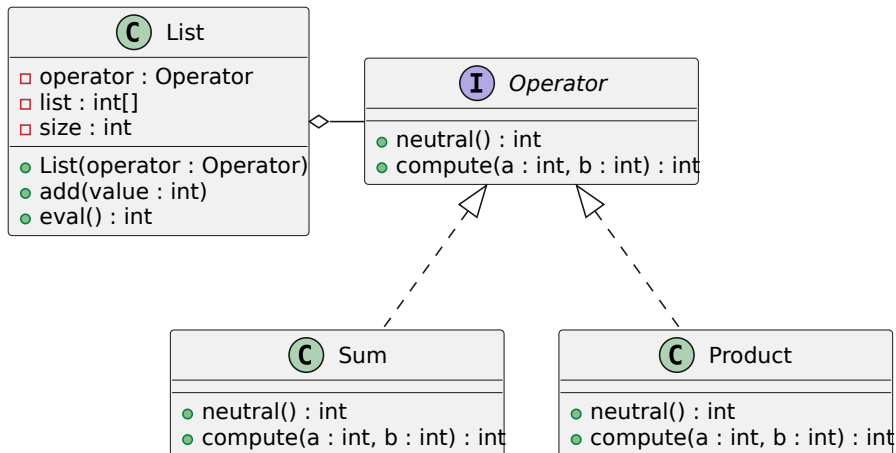 C List
operator : Operator
list : int[]
size : int
List(operator : Operator)
add(value : int)
eval() : int
I Operator
neutral() : int
compute(a : int, b : int) : int
C Sum
neutral() : int
compute(a : int, b : int) : int
C Product
neutral() : int
compute(a : int, b : int) : int